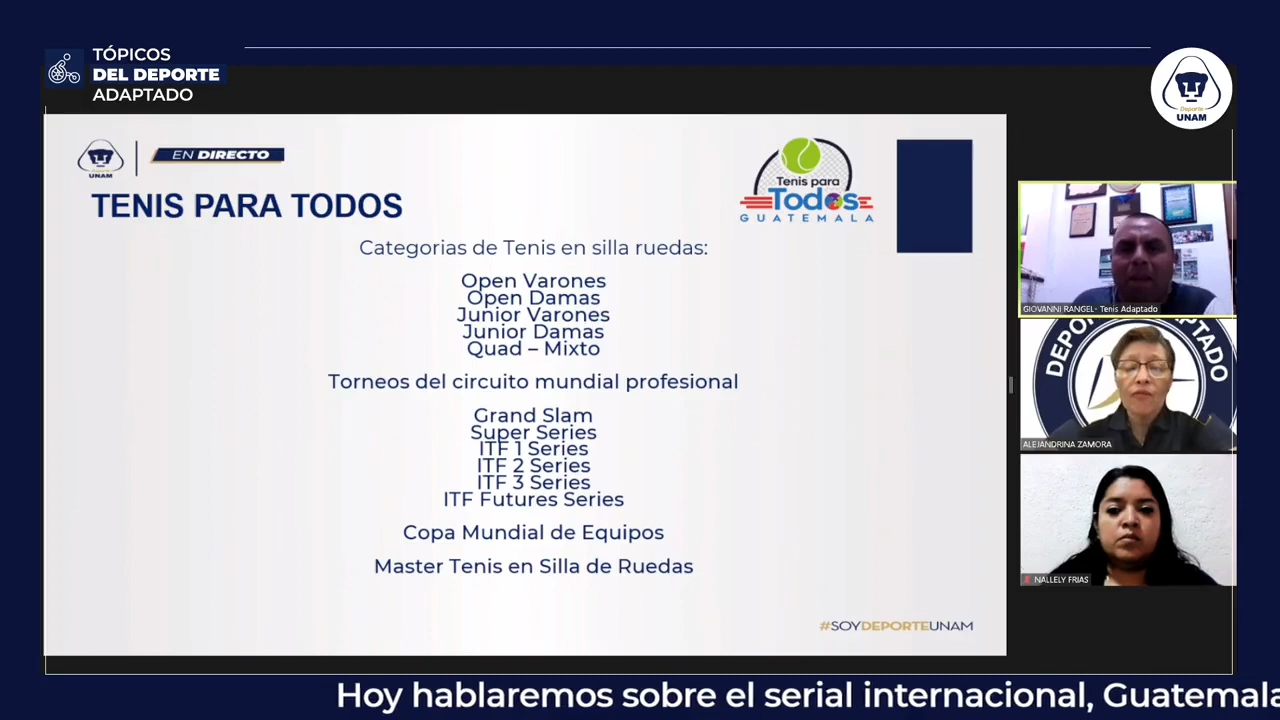 TÓPICOS
DEL DEPORTE
ADAPTADO
Deporte
UNAM
Deporte
UNAM
EN DIRECTO
TENIS PARA TODOS
Tenis para
Todos
GUATEMALA
Categorias de Tenis en silla ruedas:
Open Varones
Open Damas
Junior Varones
Junior Damas
Quad – Mixto
Torneos del circuito mundial profesional
Grand Slam
Super Series
ITF 1 Series
ITF 2 Series
ITF 3 Series
ITF Futures Series
Copa Mundial de Equipos
Master Tenis en Silla de Ruedas
#SOYDEPORTEUNAM
GIOVANNI RANGEL- Tenis Adaptado
ALEJANDRINA ZAMORA
NALLELY FRIAS
Hoy hablaremos sobre el serial internacional, Guatemala